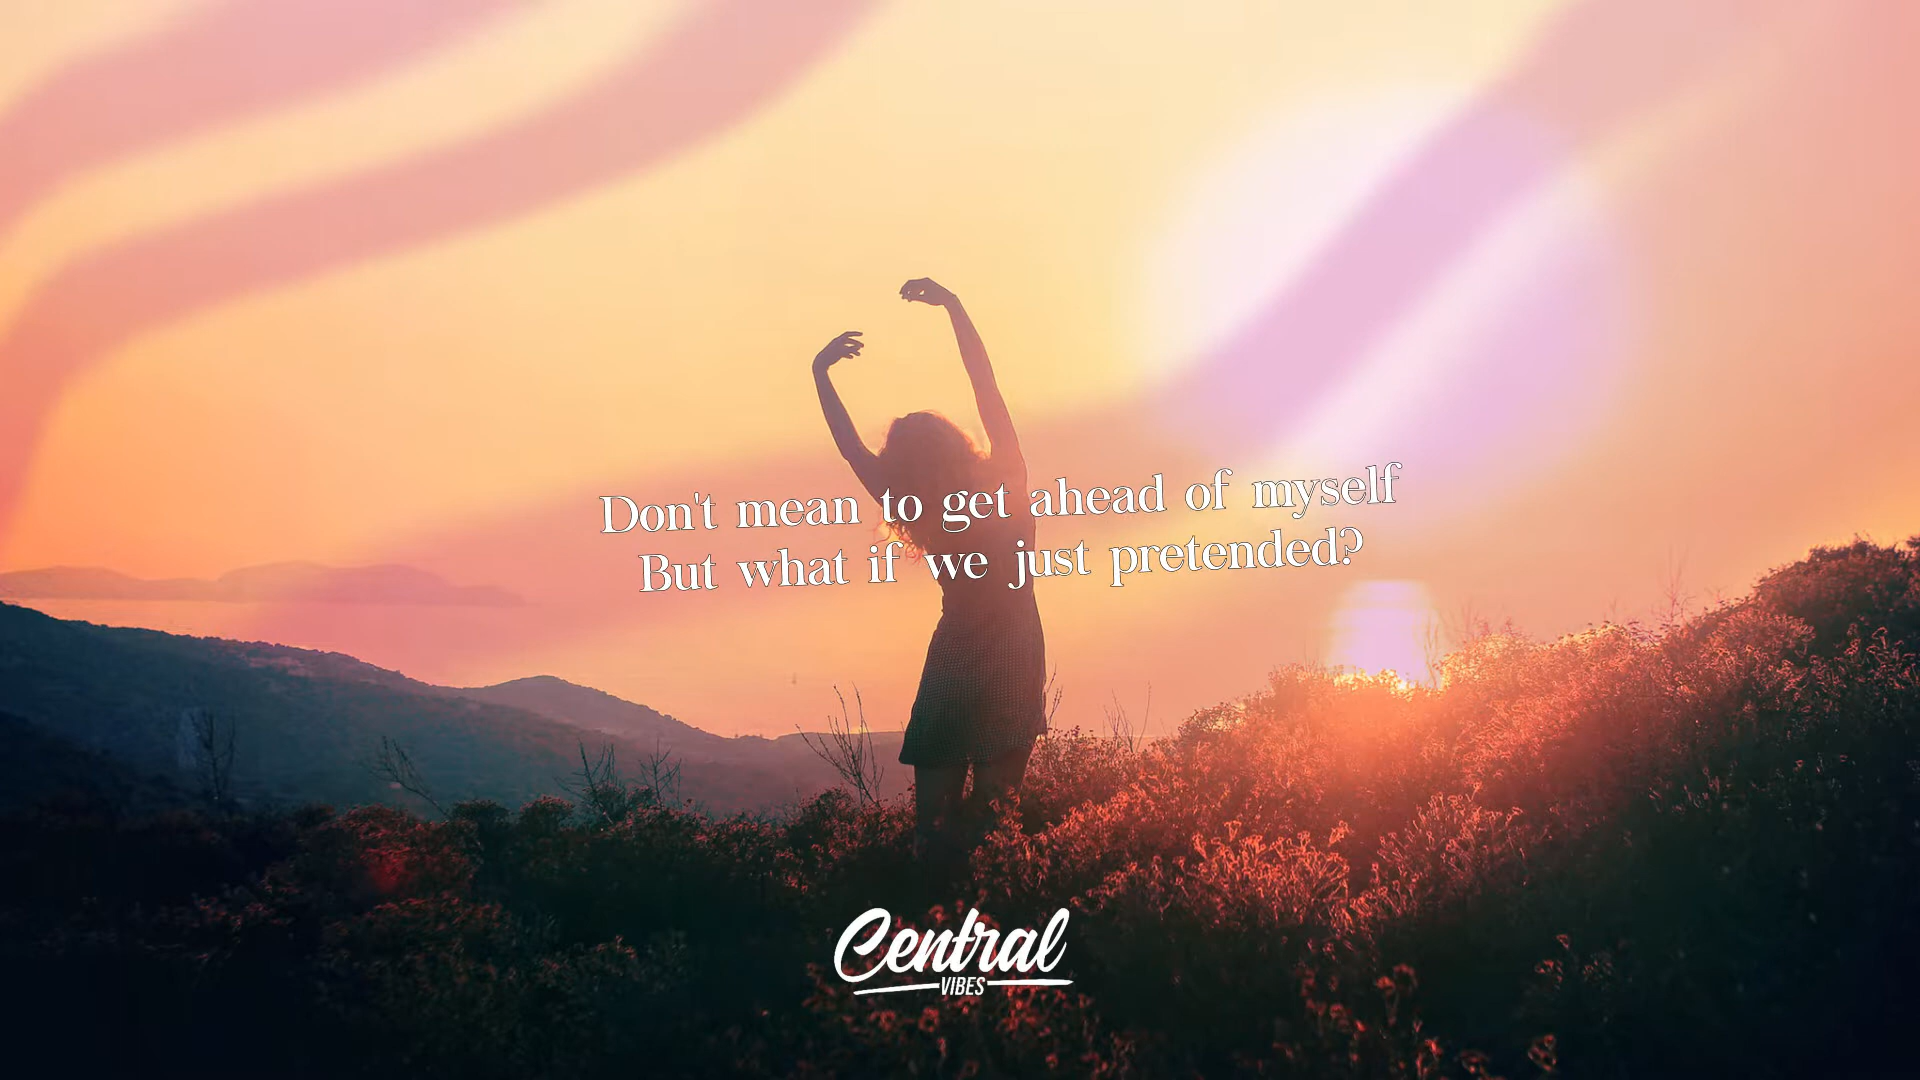 Don't mean to get ahead of myself
But what if we just pretended?
Central
VIBES